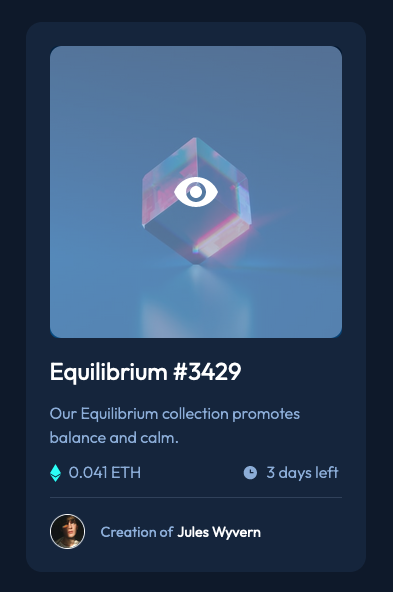 Equilibrium #3429
Our Equilibrium collection promotes
balance and calm.
0.041 ETH
3 days left
Creation of Jules Wyvern